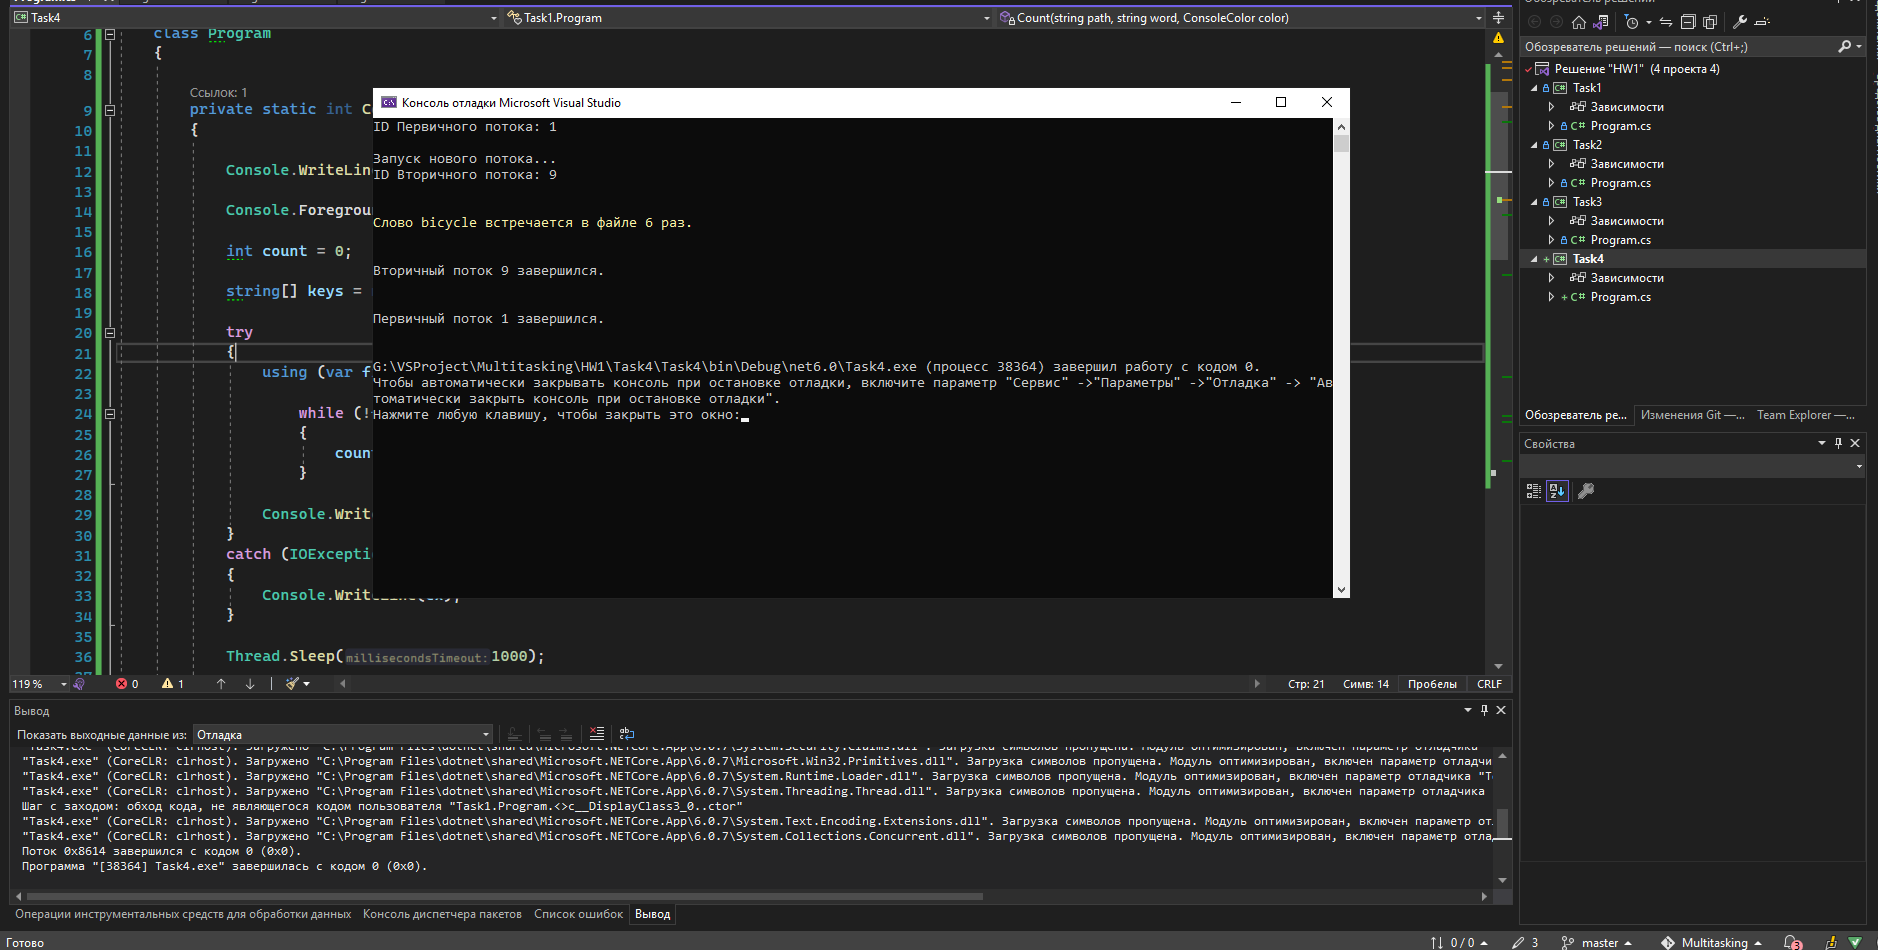 Task4
Task1.Program
Count(string path, string word, ConsoleColor color)
6 class Program
7 {
8
Ссылок: 1
9 private static int C
10 {
11
12 Console.WriteLin
13
14 Console.Foregrou
15
16 int count = 0;
17
18 string[] keys =
19
20 try
21 {
22 using (var f
23
24 while (!
25 {
26 coun
27 }
28
29 Console.Writ
30 }
31 catch (IOExcepti
32 {
33 Console.WriteLine(ex);
34 }
35
36 Thread.Sleep(millisecondsTimeout: 1000);
Консоль отладки Microsoft Visual Studio
ID Первичного потока: 1
Запуск нового потока...
ID Вторичного потока: 9
Слово bicycle встречается в файле 6 раз.
Вторичный поток 9 завершился.
Первичный поток 1 завершился.
G:\VSProject\Multitasking\HW1\Task4\Task4\bin\Debug\net6.0\Task4.exe (процесс 38364) завершил работу с кодом 0.
Чтобы автоматически закрывать консоль при остановке отладки, включите параметр "Сервис" ->"Параметры" ->"Отладка" -> "Ав
томатически закрыть консоль при остановке отладки".
Нажмите любую клавишу, чтобы закрыть это окно:
119 %
0
1
Стр: 21
Симв: 14
Пробелы
CRLF
Вывод
Показать выходные данные из: Отладка
"Task4.exe" (CoreCLR: clrhost). Загружено "C:\Program Files\dotnet\shared\Microsoft.NETCore.App\6.0.7\System.Security.Claims.dll". Загрузка символов пропущена. Модуль оптимизирован, включен параметр отладчика
"Task4.exe" (CoreCLR: clrhost). Загружено "C:\Program Files\dotnet\shared\Microsoft.NETCore.App\6.0.7\Microsoft.Win32.Primitives.dll". Загрузка символов пропущена. Модуль оптимизирован, включен параметр отладчи
"Task4.exe" (CoreCLR: clrhost). Загружено "C:\Program Files\dotnet\shared\Microsoft.NETCore.App\6.0.7\System.Runtime.Loader.dll". Загрузка символов пропущена. Модуль оптимизирован, включен параметр отладчика "Т
"Task4.exe" (CoreCLR: clrhost). Загружено "C:\Program Files\dotnet\shared\Microsoft.NETCore.App\6.0.7\System.Threading.Thread.dll". Загрузка символов пропущена. Модуль оптимизирован, включен параметр отладчика
Шаг с заходом: обход кода, не являющегося кодом пользователя "Task1.Program.<>c__DisplayClass3_0..ctor"
"Task4.exe" (CoreCLR: clrhost). Загружено "C:\Program Files\dotnet\shared\Microsoft.NETCore.App\6.0.7\System.Text.Encoding.Extensions.dll". Загрузка символов пропущена. Модуль оптимизирован, включен параметр от
"Task4.exe" (CoreCLR: clrhost). Загружено "C:\Program Files\dotnet\shared\Microsoft.NETCore.App\6.0.7\System.Collections.Concurrent.dll". Загрузка символов пропущена. Модуль оптимизирован, включен параметр отла
Поток 0x8614 завершился с кодом 0 (0x0).
Программа "[38364] Task4.exe" завершилась с кодом 0 (0x0).
Операции инструментальных средств для обработки данных
Консоль диспетчера пакетов
Список ошибок
Вывод
Обозреватель решений — поиск (Ctrl+;)
Решение "HW1" (4 проекта 4)
Task1
Зависимости
C# Program.cs
Task2
Зависимости
C# Program.cs
Task3
Зависимости
C# Program.cs
Task4
Зависимости
C# Program.cs
Обозреватель ре...
Изменения Git —...
Team Explorer —...
Свойства
Готово
0 / 0
3
master
Multitasking
3